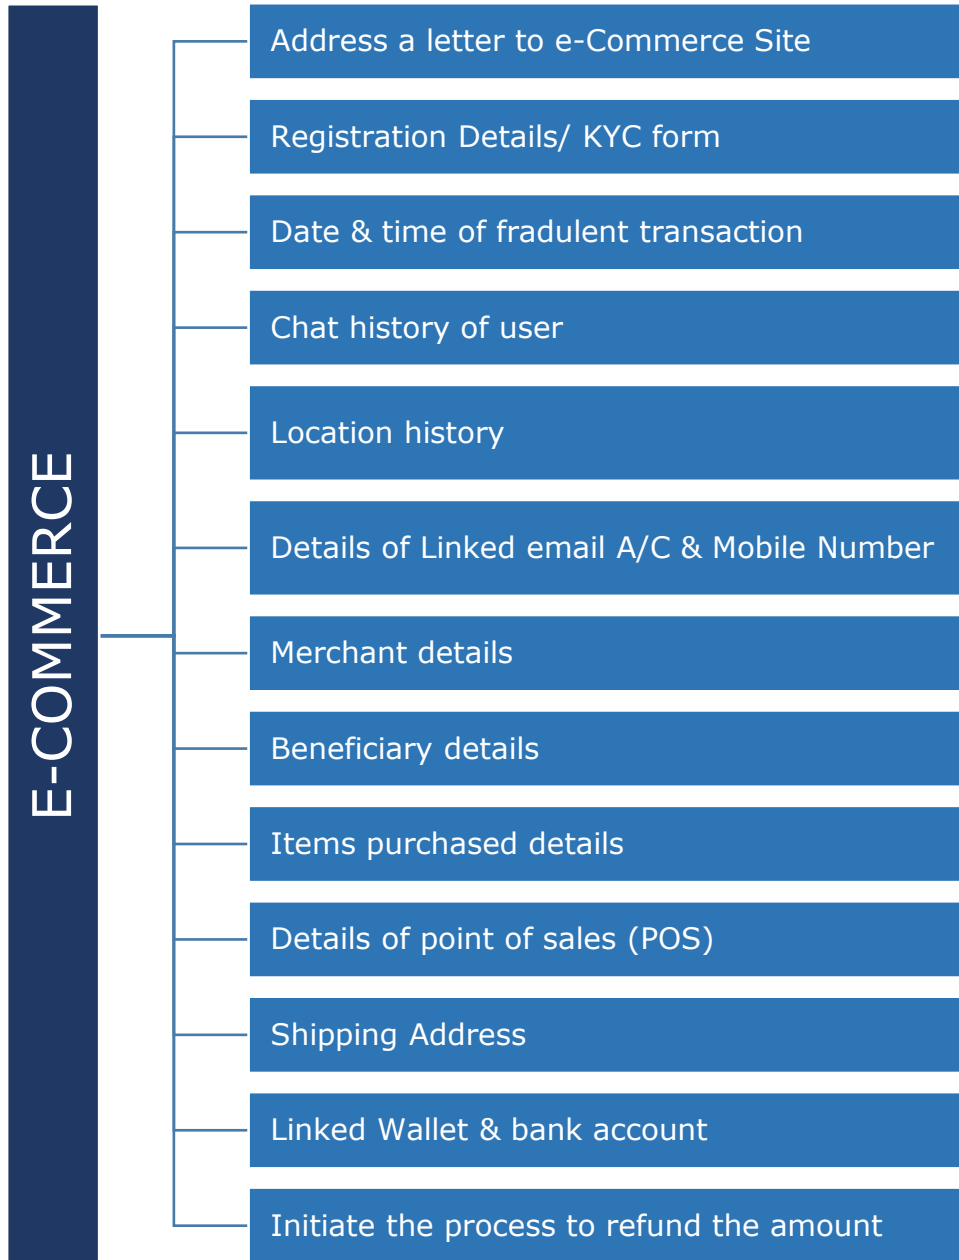 E-COMMERCE
Address a letter to e-Commerce Site
Registration Details/ KYC form
Date & time of fradulent transaction
Chat history of user
Location history
Details of Linked email A/C & Mobile Number
Merchant details
Beneficiary details
Items purchased details
Details of point of sales (POS)
Shipping Address
Linked Wallet & bank account
Initiate the process to refund the amount